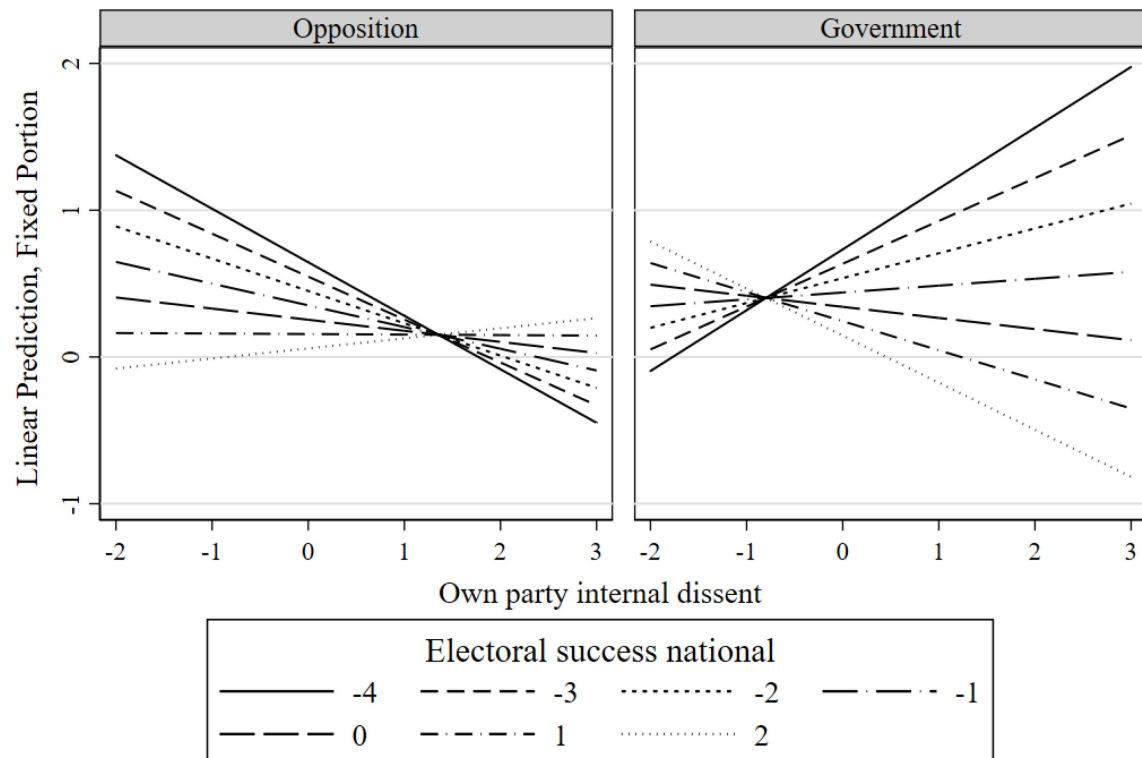 Opposition Government
Linear Prediction, Fixed Portion
2
1
0
-1
-2 -1 0 1 2 3 -2 -1 0 1 2 3
Own party internal dissent
Electoral success national
-4 -3 -2 -1
0 1 2